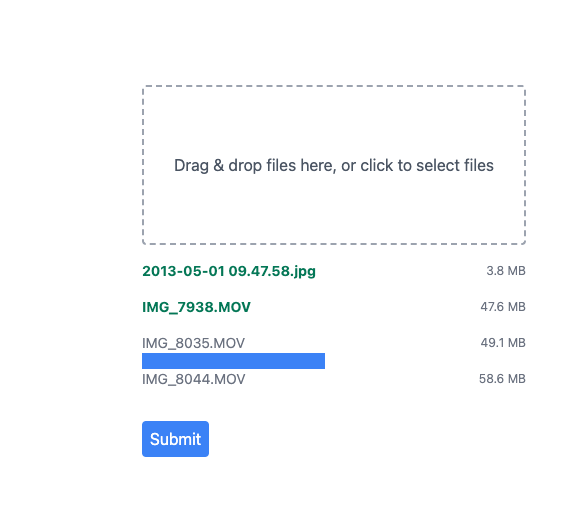 Drag & drop files here, or click to select files
2013-05-01 09.47.58.jpg 3.8 MB
IMG_7938.MOV 47.6 MB
IMG_8035.MOV 49.1 MB
IMG_8044.MOV 58.6 MB
Submit